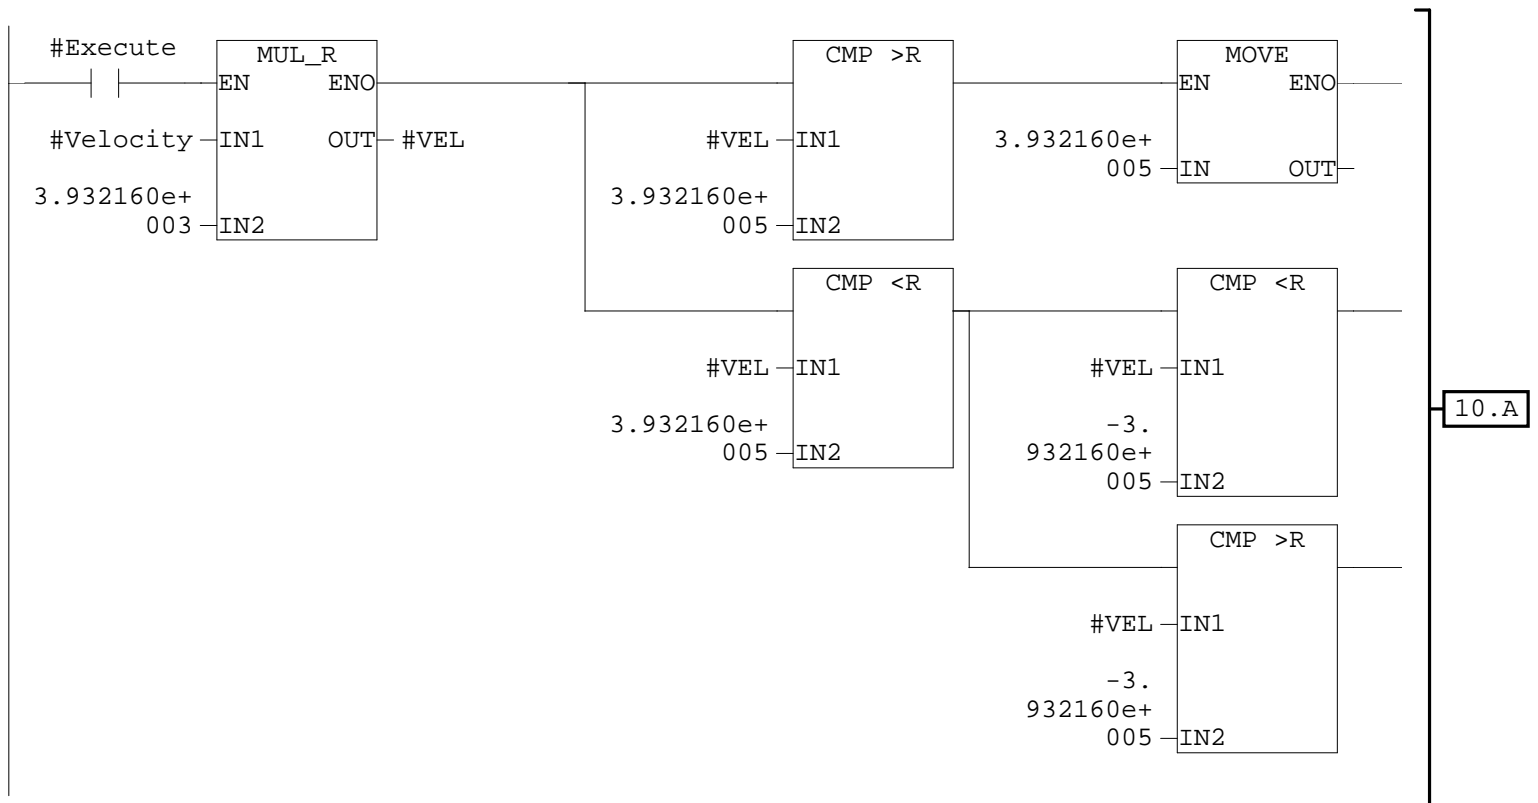 #Execute
MUL_R
EN ENO
#Velocity IN1 OUT #VEL
3.932160e+
003 IN2
CMP >R
#VEL IN1
3.932160e+
005 IN2
MOVE
EN ENO
3.932160e+
005 IN OUT
CMP <R
#VEL IN1
3.932160e+
005 IN2
CMP <R
#VEL IN1
-3.
932160e+
005 IN2
CMP >R
#VEL IN1
-3.
932160e+
005 IN2
10.A